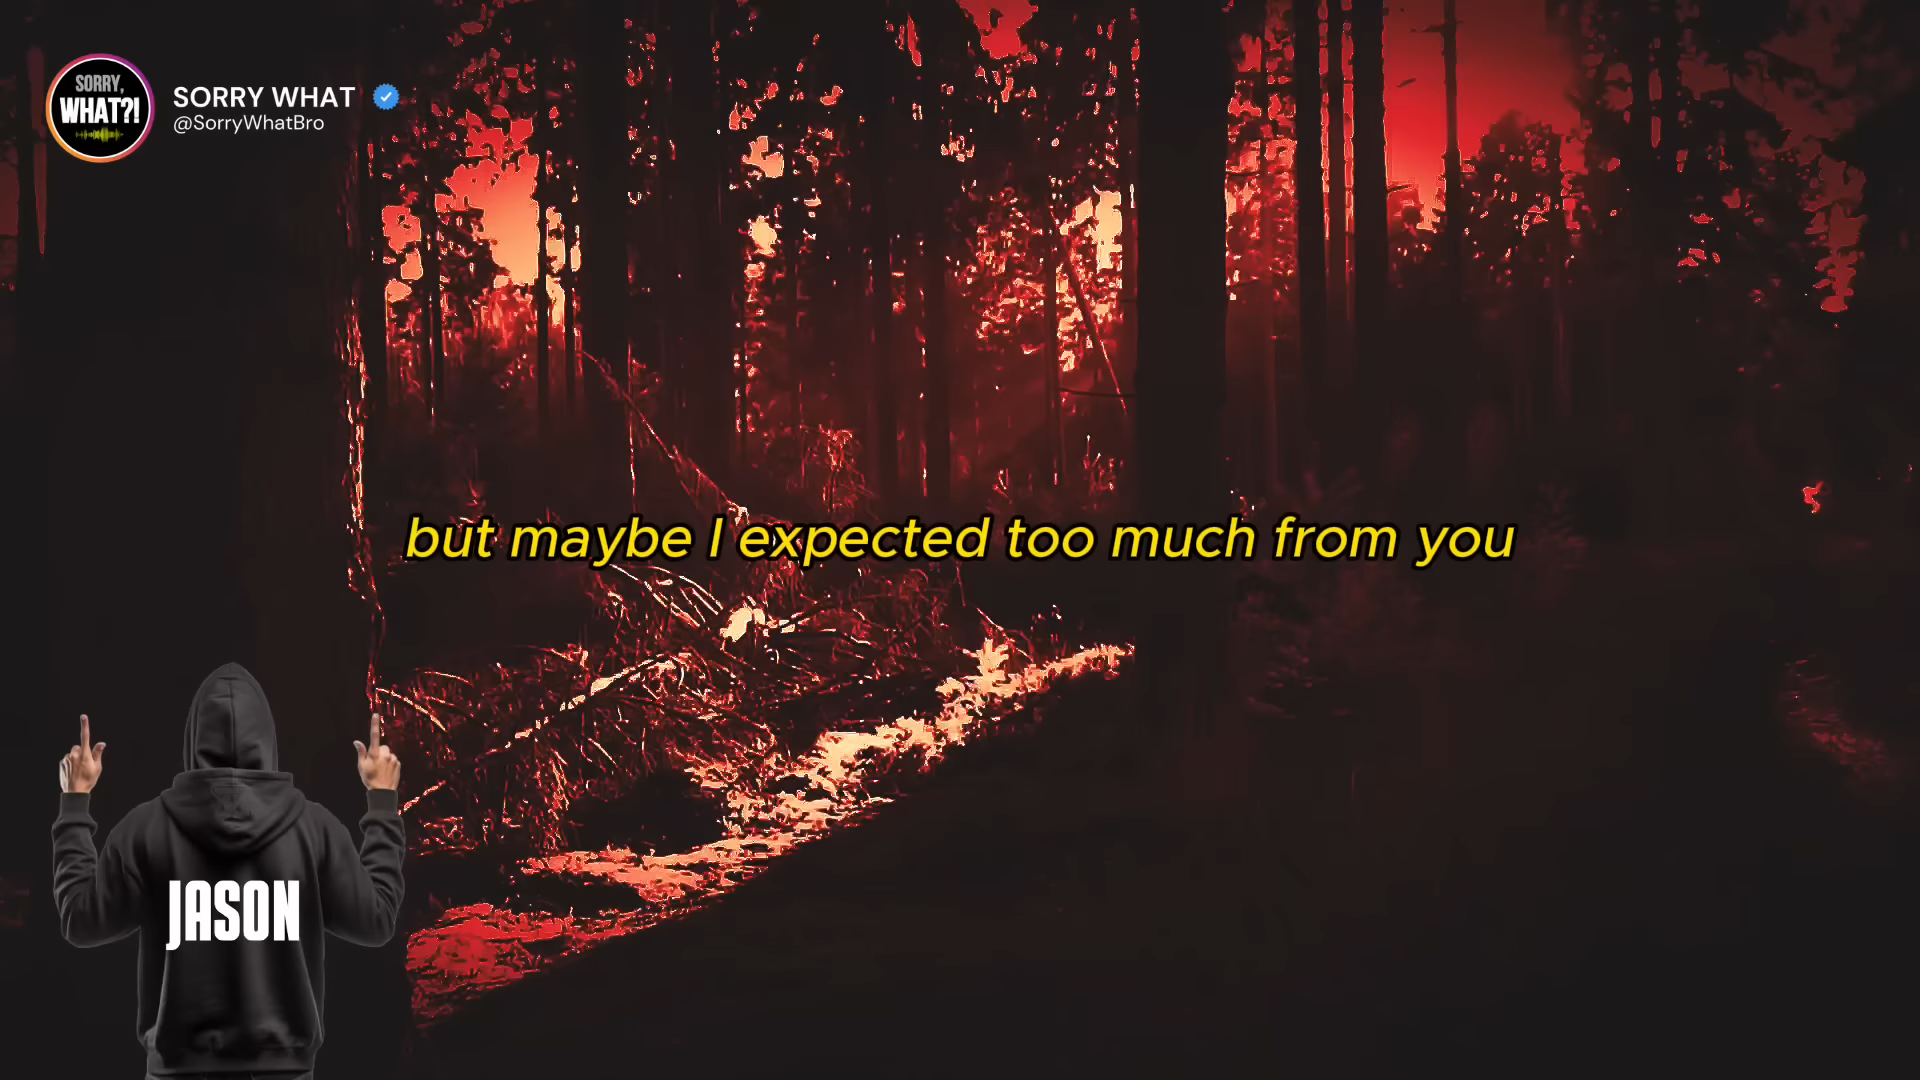 SORRY,
WHAT?!
SORRY WHAT
@SorryWhatBro
but maybe I expected too much from you
JASON